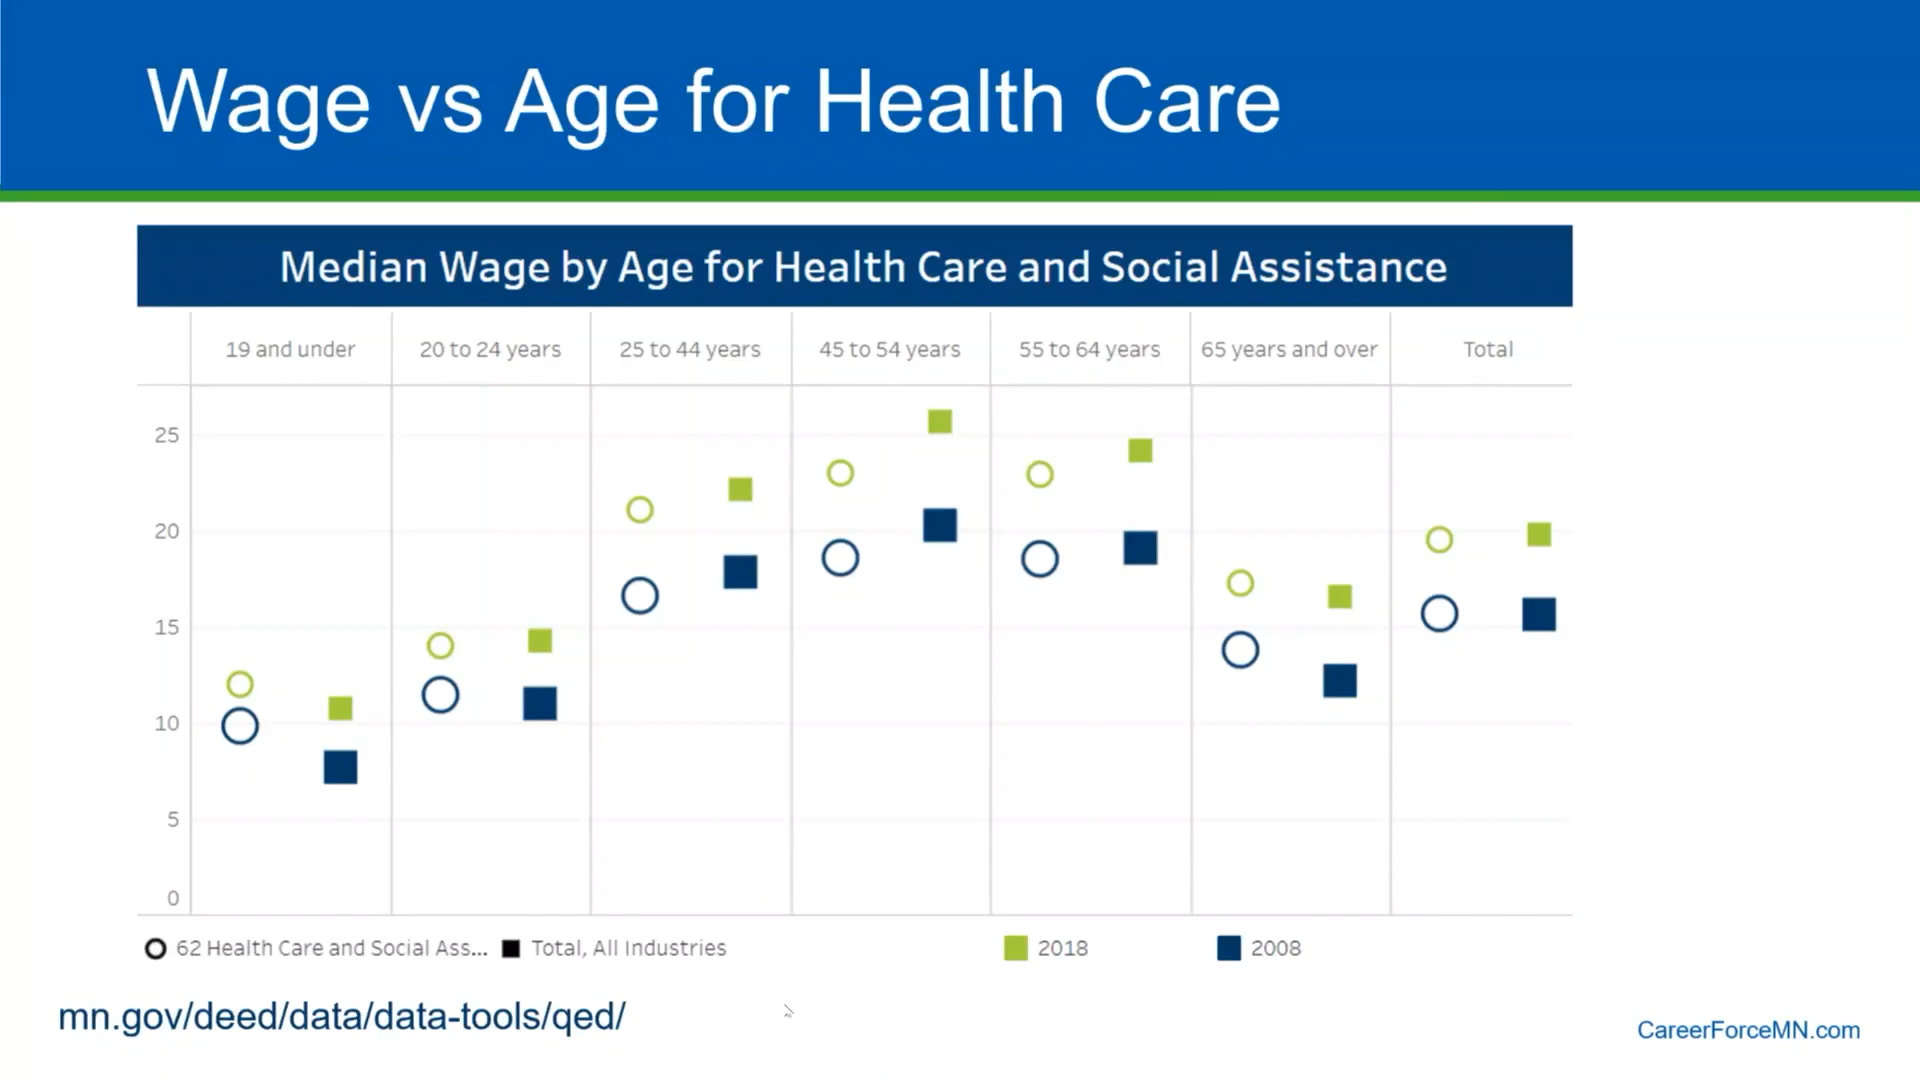 Wage vs Age for Health Care
Median Wage by Age for Health Care and Social Assistance
19 and under
20 to 24 years
25 to 44 years
45 to 54 years
55 to 64 years
65 years and over
Total
25
20
15
10
5
0
62 Health Care and Social Ass...
Total, All Industries
2018
2008
mn.gov/deed/data/data-tools/qed/
CareerForceMN.com